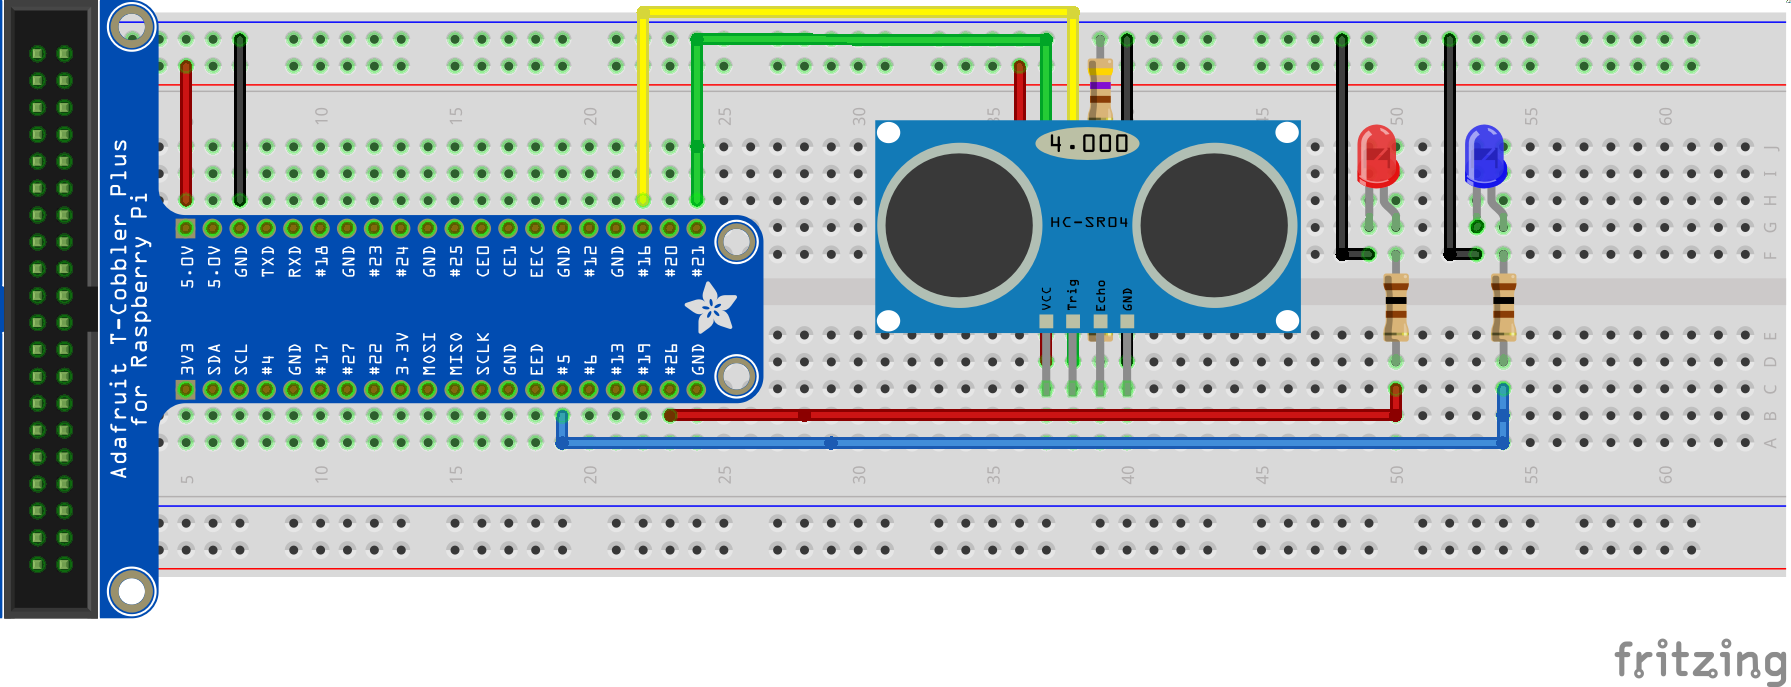 Adafruit T-Cobbler Plus
for Raspberry Pi
10 15 20 25 30 35 40 45 50 55 60
J
I
H
G
F
5.0V 5.0V GND TXD RXD #18 GND #23 #24 GND #25 CE0 CE1 EEC GND #12 GND #16 #20 #21
3V3 SDA SCL #4 GND #17 #27 #22 3.3V MOSI MISO SCLK GND EED #5 #6 #13 #19 #26 GND
4.000
HC-SR04
VCC Trig Echo GND
E
D
C
B
A
5 10 15 20 25 30 35 40 45 50 55 60
fritzing